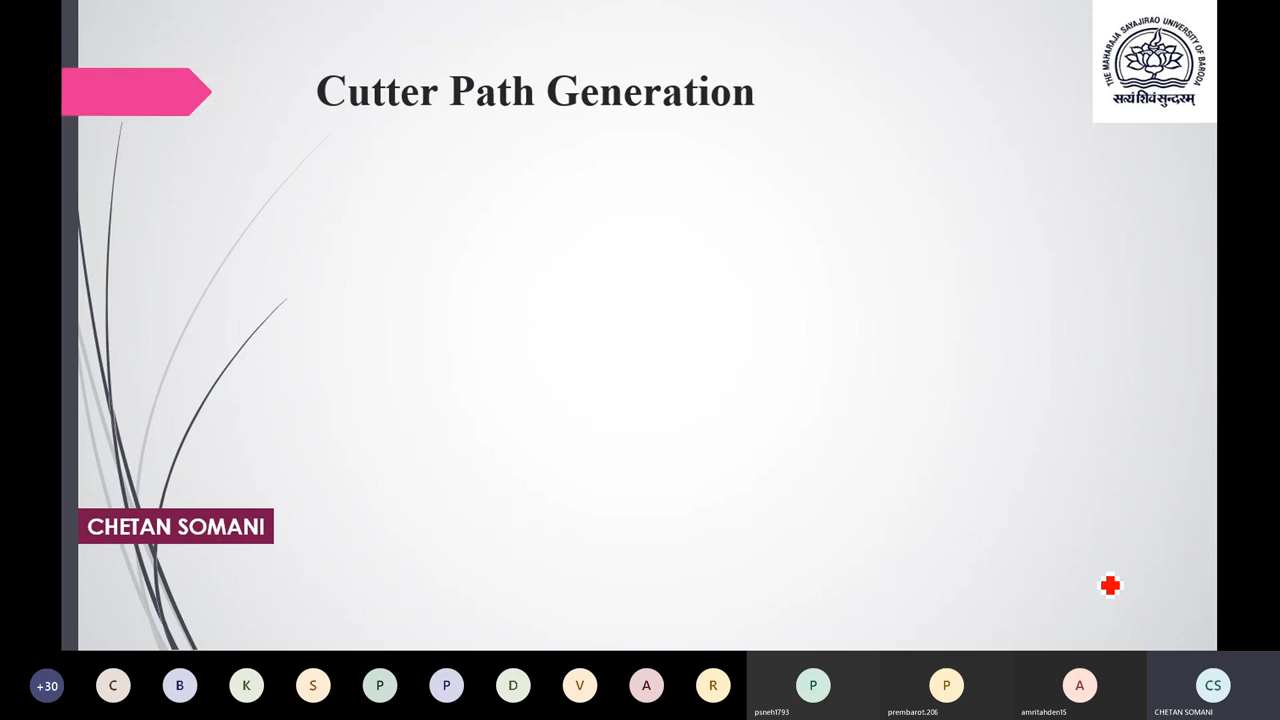 Cutter Path Generation
THE MAHARAJA SAYAJIRAO UNIVERSITY OF BARODA
सत्यं शिवं सुन्दरम्
CHETAN SOMANI
+30
C
B
K
S
P
P
D
V
A
R
P
P
A
CS
psneh1793
prembarot.206
amritahden15
CHETAN SOMANI